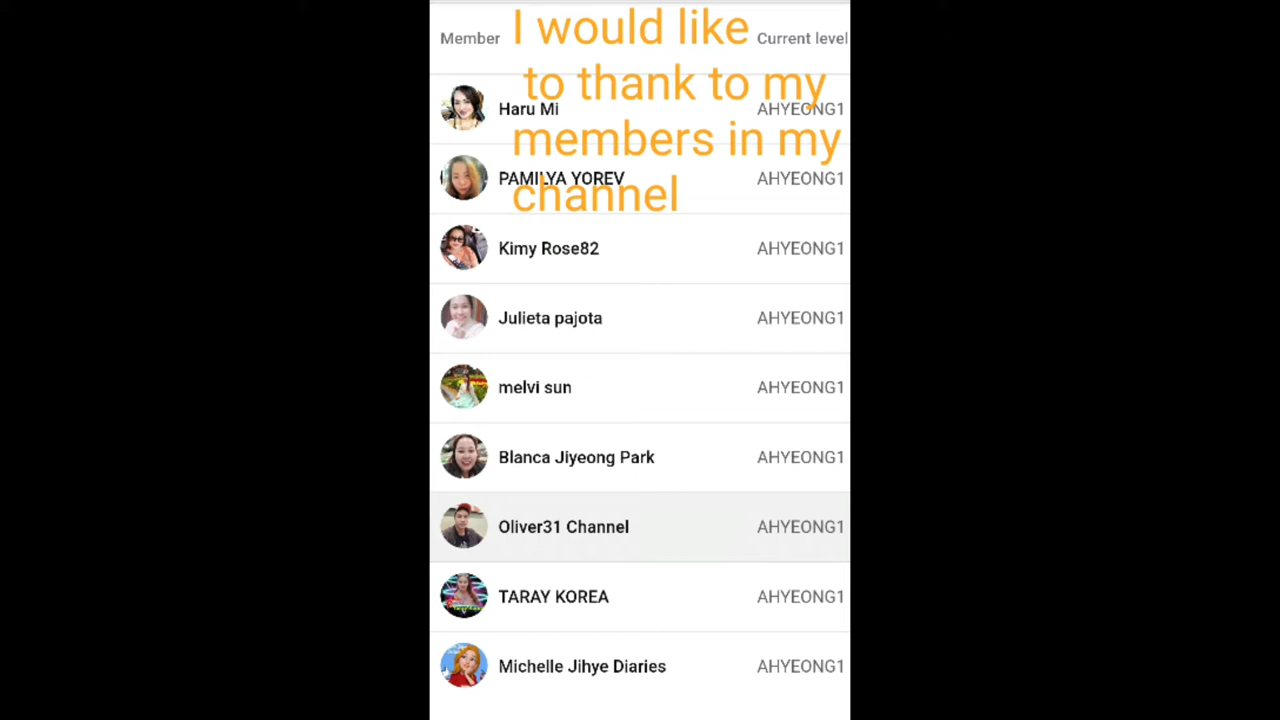 Member
Current level
I would like
to thank to my
members in my
channel
Haru Mi
AHYEONG1
PAMILYA YOREV
AHYEONG1
Kimy Rose82
AHYEONG1
Julieta pajota
AHYEONG1
melvi sun
AHYEONG1
Blanca Jiyeong Park
AHYEONG1
Oliver31 Channel
AHYEONG1
TARAY KOREA
AHYEONG1
Michelle Jihye Diaries
AHYEONG1